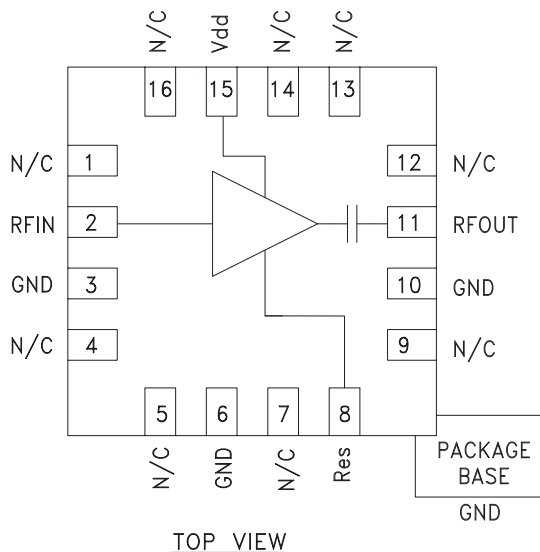 N/C Vdd N/C N/C
16 15 14 13
N/C 1 12 N/C
RFIN 2 11 RFOUT
GND 3 10 GND
N/C 4 9 N/C
5 6 7 8
N/C GND N/C Res
PACKAGE
BASE
GND
TOP VIEW